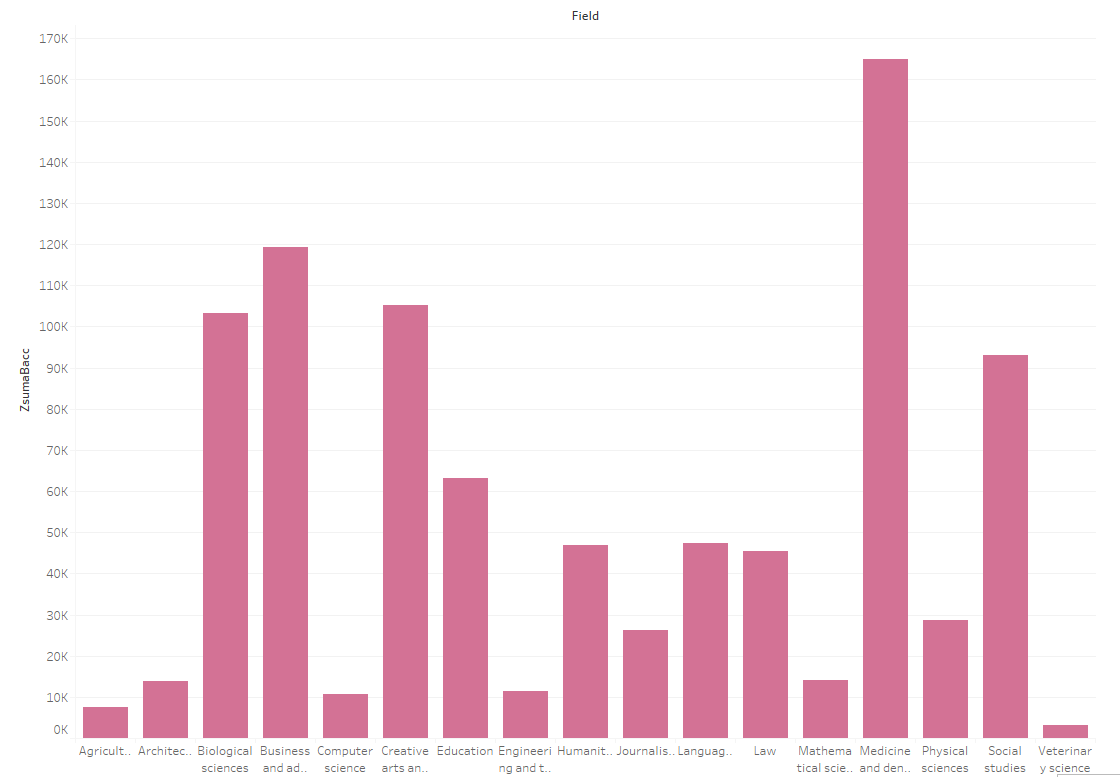 Field
170K
160K
150K
140K
130K
120K
110K
100K
90K
80K
70K
60K
50K
40K
30K
20K
10K
0K
ZsumaBacc
Agricult..
Architec..
Biological
sciences
Business
and ad..
Computer
science
Creative
arts an..
Education
Engineeri
ng and t..
Humanit..
Journalis..
Languag..
Law
Mathema
tical scie..
Medicine
and den..
Physical
sciences
Social
studies
Veterinar
y science